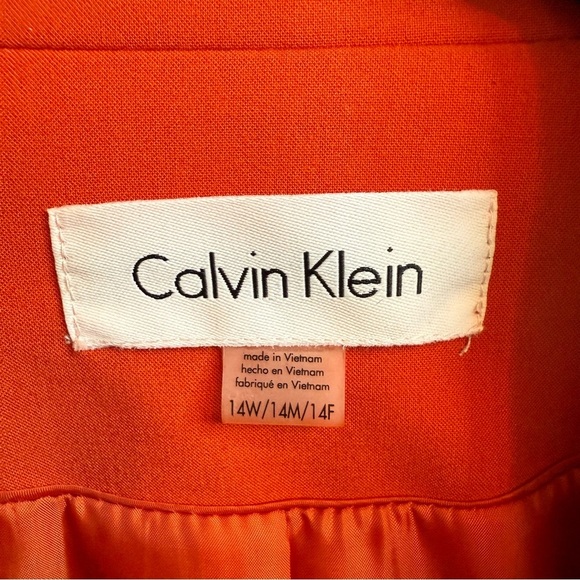 Calvin Klein
made in Vietnam
hecho en Vietnam
fabriqué en Vietnam
14W/14M/14F